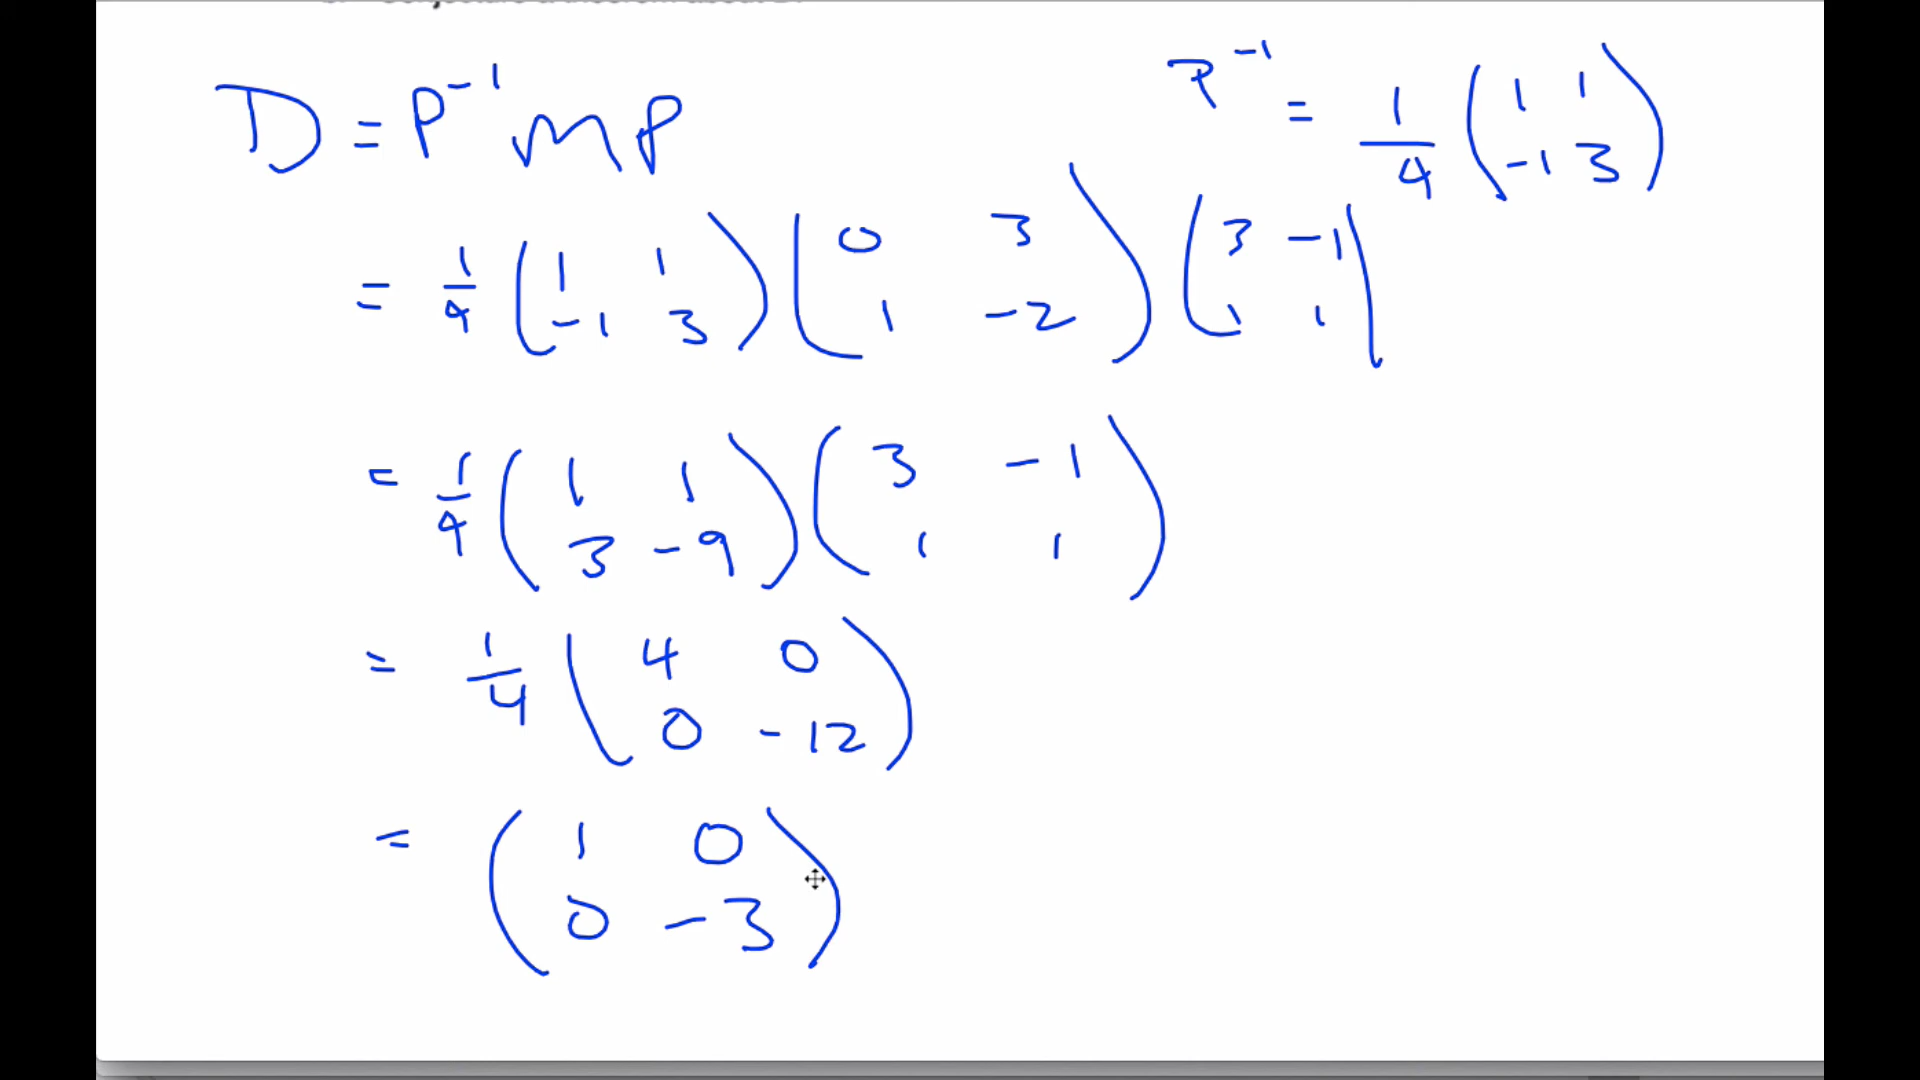 D = P⁻¹ M P
P⁻¹ = 1/4 ( 1 1 ; -1 3 )
= 1/4 ( 1 1 ; -1 3 ) ( 0 3 ; 1 -2 ) ( 3 -1 ; 1 1 )
= 1/4 ( 1 1 ; 3 -9 ) ( 3 -1 ; 1 1 )
= 1/4 ( 4 0 ; 0 -12 )
= ( 1 0 ; 0 -3 )